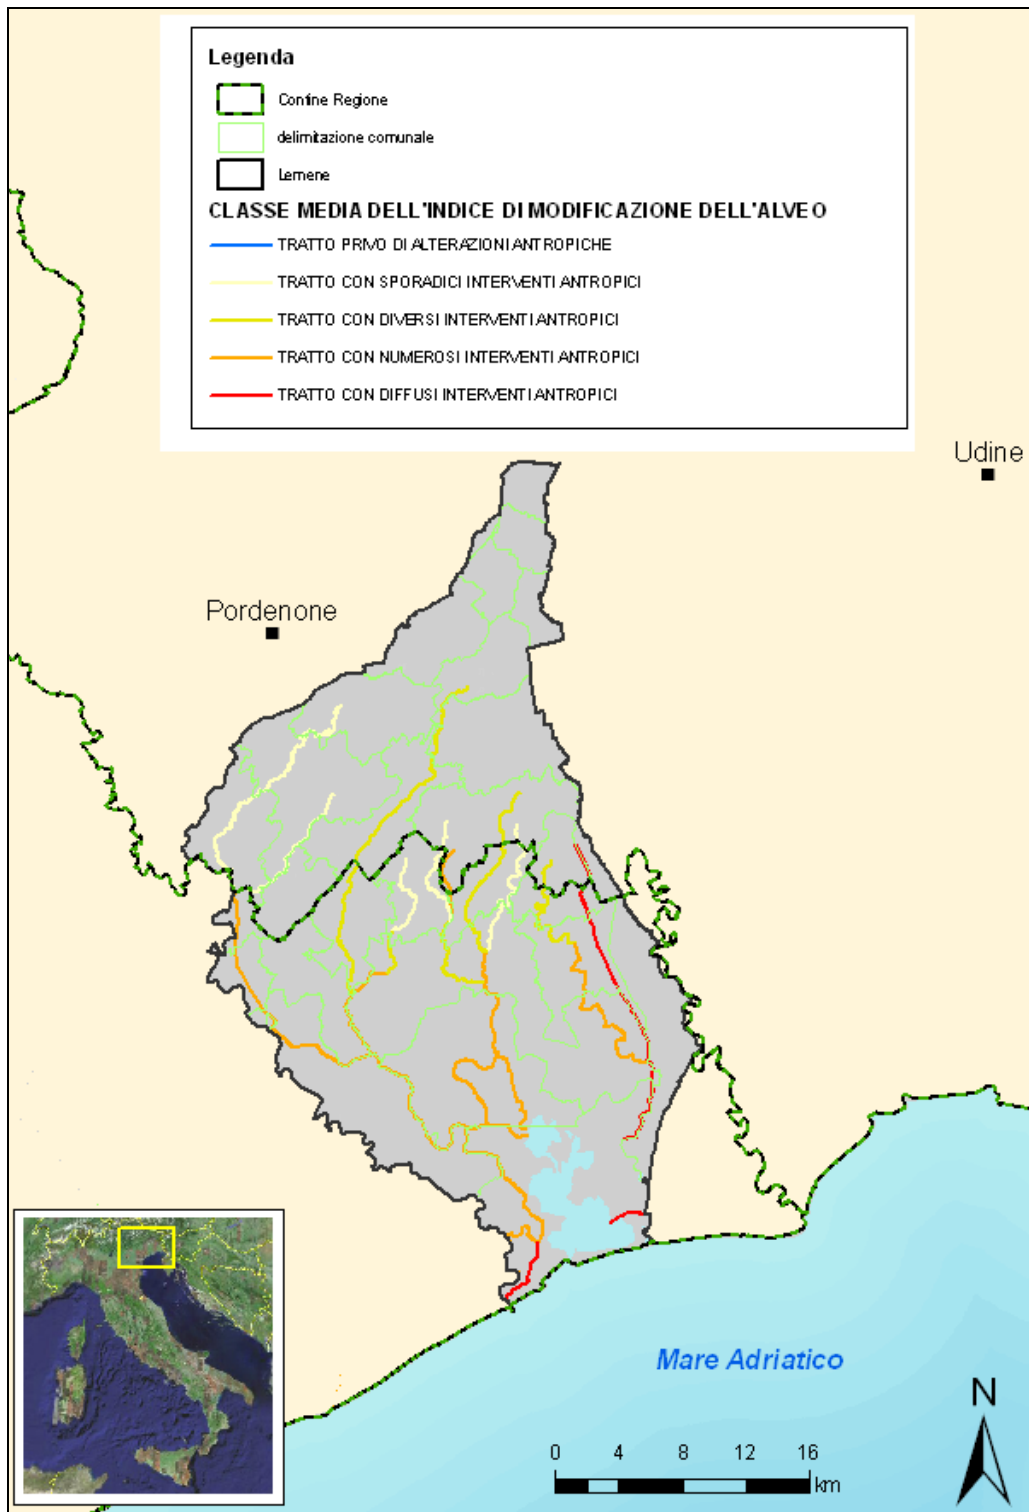 Legenda
Confine Regione
delimitazione comunale
Lemene
CLASSE MEDIA DELL'INDICE DI MODIFICAZIONE DELL'ALVEO
TRATTO PRIVO DI ALTERAZIONI ANTROPICHE
TRATTO CON SPORADICI INTERVENTI ANTROPICI
TRATTO CON DIVERSI INTERVENTI ANTROPICI
TRATTO CON NUMEROSI INTERVENTI ANTROPICI
TRATTO CON DIFFUSI INTERVENTI ANTROPICI
Udine
Pordenone
Mare Adriatico
N
0 4 8 12 16
km